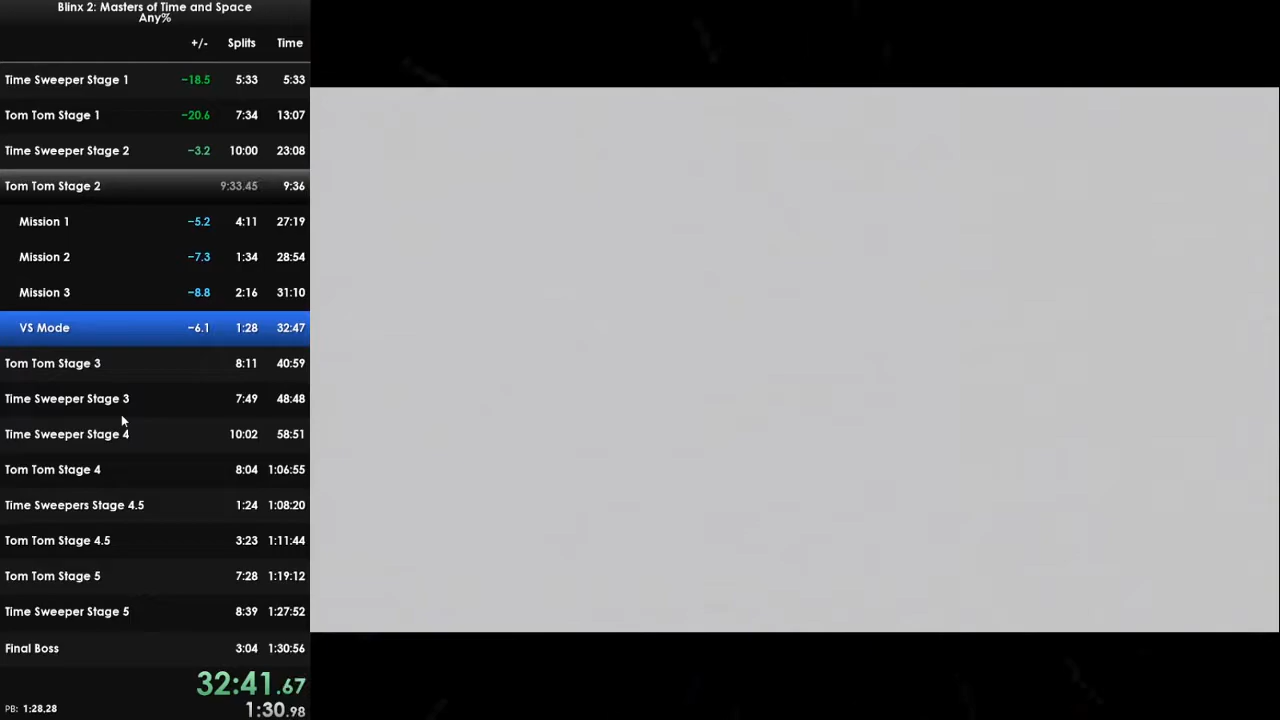 Blinx 2: Masters of Time and Space
Any%
+/- Splits Time
Time Sweeper Stage 1 −18.5 5:33 5:33
Tom Tom Stage 1 −20.6 7:34 13:07
Time Sweeper Stage 2 −3.2 10:00 23:08
Tom Tom Stage 2 9:33.45 9:36
Mission 1 −5.2 4:11 27:19
Mission 2 −7.3 1:34 28:54
Mission 3 −8.8 2:16 31:10
VS Mode −6.1 1:28 32:47
Tom Tom Stage 3 8:11 40:59
Time Sweeper Stage 3 7:49 48:48
Time Sweeper Stage 4 10:02 58:51
Tom Tom Stage 4 8:04 1:06:55
Time Sweepers Stage 4.5 1:24 1:08:20
Tom Tom Stage 4.5 3:23 1:11:44
Tom Tom Stage 5 7:28 1:19:12
Time Sweeper Stage 5 8:39 1:27:52
Final Boss 3:04 1:30:56
32:41.67
PB: 1:28.28 1:30.98